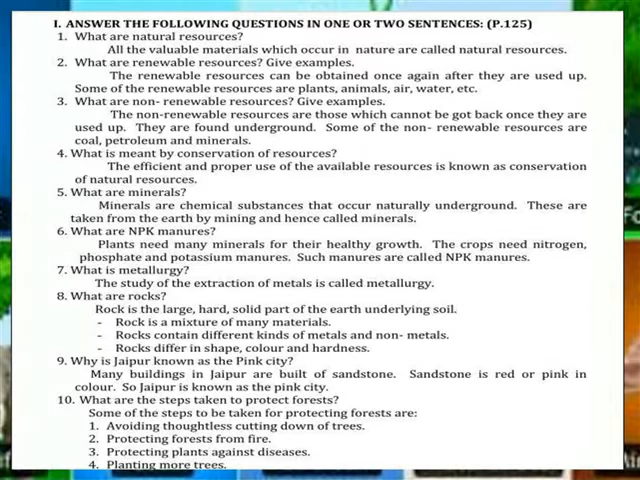 I. ANSWER THE FOLLOWING QUESTIONS IN ONE OR TWO SENTENCES: (P.125)
1. What are natural resources?
All the valuable materials which occur in nature are called natural resources.
2. What are renewable resources? Give examples.
The renewable resources can be obtained once again after they are used up.
Some of the renewable resources are plants, animals, air, water, etc.
3. What are non- renewable resources? Give examples.
The non-renewable resources are those which cannot be got back once they are
used up. They are found underground. Some of the non- renewable resources are
coal, petroleum and minerals.
4. What is meant by conservation of resources?
The efficient and proper use of the available resources is known as conservation
of natural resources.
5. What are minerals?
Minerals are chemical substances that occur naturally underground. These are
taken from the earth by mining and hence called minerals.
6. What are NPK manures?
Plants need many minerals for their healthy growth. The crops need nitrogen,
phosphate and potassium manures. Such manures are called NPK manures.
7. What is metallurgy?
The study of the extraction of metals is called metallurgy.
8. What are rocks?
Rock is the large, hard, solid part of the earth underlying soil.
- Rock is a mixture of many materials.
- Rocks contain different kinds of metals and non- metals.
- Rocks differ in shape, colour and hardness.
9. Why is Jaipur known as the Pink city?
Many buildings in Jaipur are built of sandstone. Sandstone is red or pink in
colour. So Jaipur is known as the pink city.
10. What are the steps taken to protect forests?
Some of the steps to be taken for protecting forests are:
1. Avoiding thoughtless cutting down of trees.
2. Protecting forests from fire.
3. Protecting plants against diseases.
4. Planting more trees.